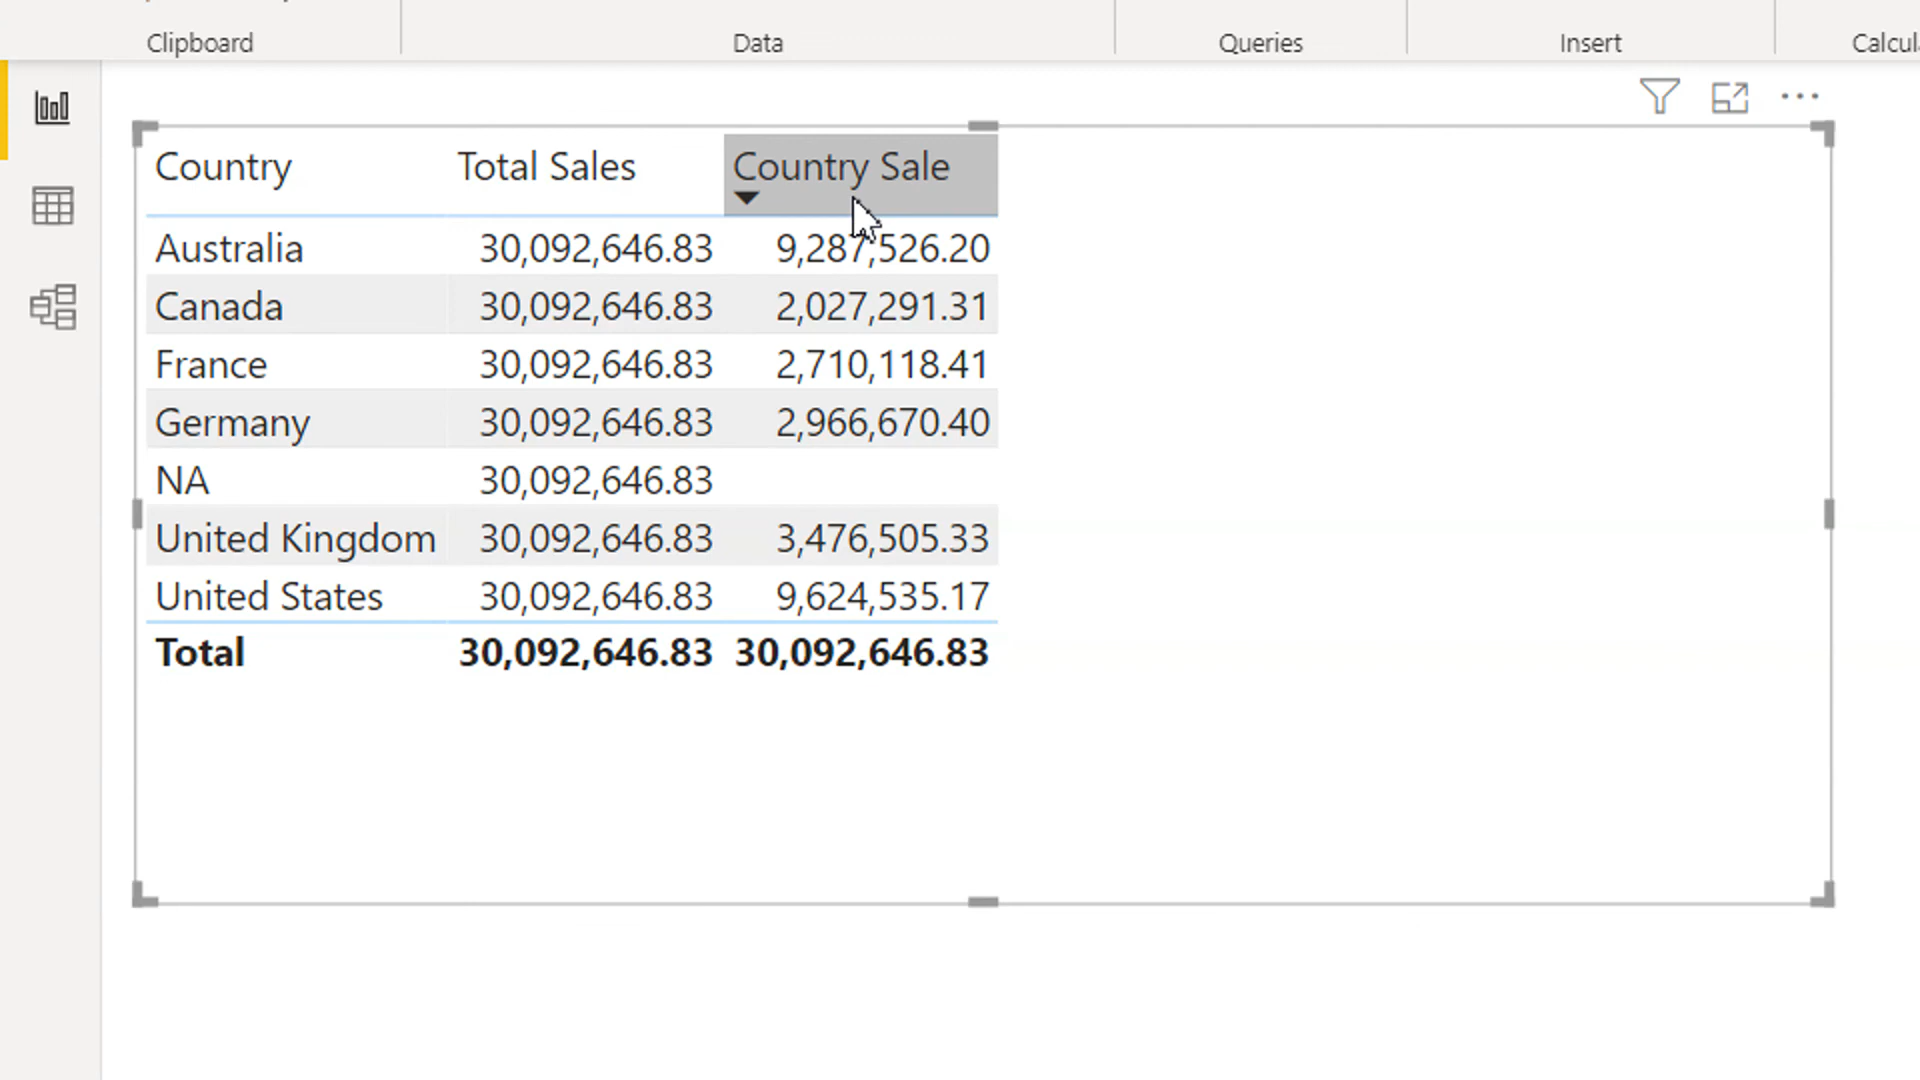 Clipboard Data Queries Insert
Country Total Sales Country Sale
Australia 30,092,646.83 9,287,526.20
Canada 30,092,646.83 2,027,291.31
France 30,092,646.83 2,710,118.41
Germany 30,092,646.83 2,966,670.40
NA 30,092,646.83
United Kingdom 30,092,646.83 3,476,505.33
United States 30,092,646.83 9,624,535.17
Total 30,092,646.83 30,092,646.83